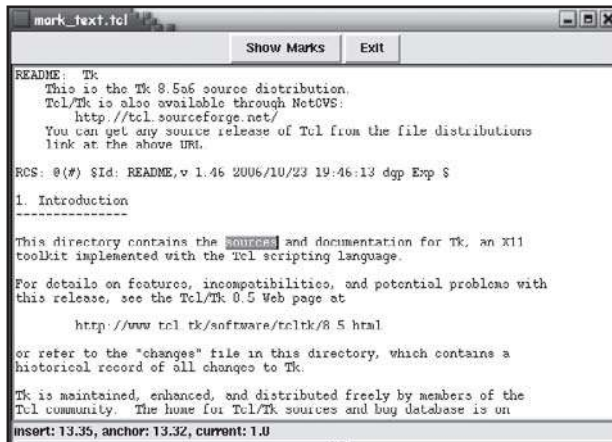 mark_text.tcl
Show Marks Exit
README: Tk
This is the Tk 8.5a6 source distribution.
Tcl/Tk is also available through NetCVS:
http://tcl.sourceforge.net/
You can get any source release of Tcl from the file distributions
link at the above URL.
RCS: @(#) $Id: README,v 1.46 2006/10/23 19:46:13 dgp Exp $
1. Introduction
---------------
This directory contains the sources and documentation for Tk, an X11
toolkit implemented with the Tcl scripting language.
For details on features, incompatibilities, and potential problems with
this release, see the Tcl/Tk 8.5 Web page at
http://www.tcl.tk/software/tcltk/8.5.html
or refer to the "changes" file in this directory, which contains a
historical record of all changes to Tk.
Tk is maintained, enhanced, and distributed freely by members of the
Tcl community. The home for Tcl/Tk sources and bug database is on
insert: 13.35, anchor: 13.32, current: 1.0